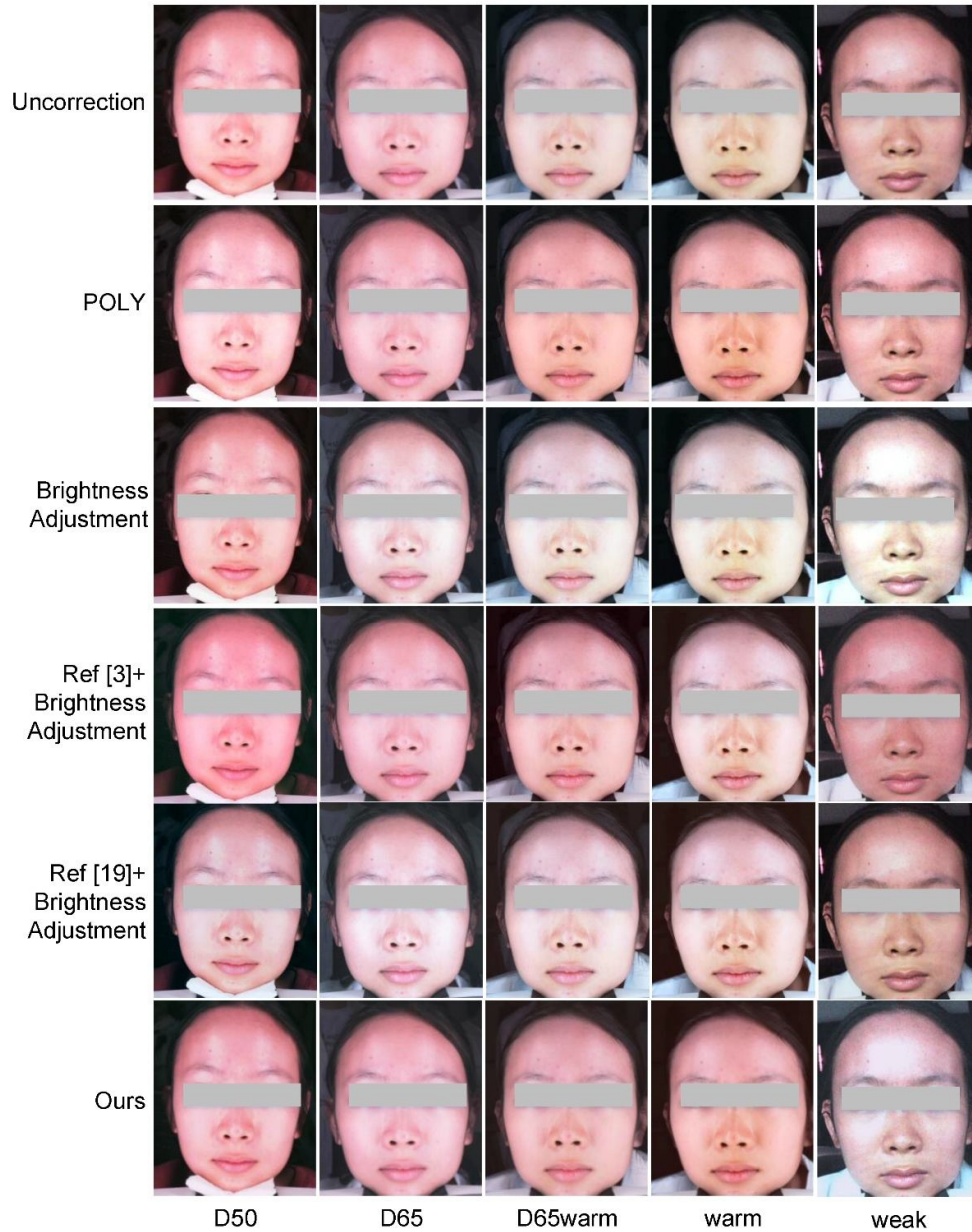 Uncorrection
POLY
Brightness
Adjustment
Ref [3]+
Brightness
Adjustment
Ref [19]+
Brightness
Adjustment
Ours
D50 D65 D65warm warm weak